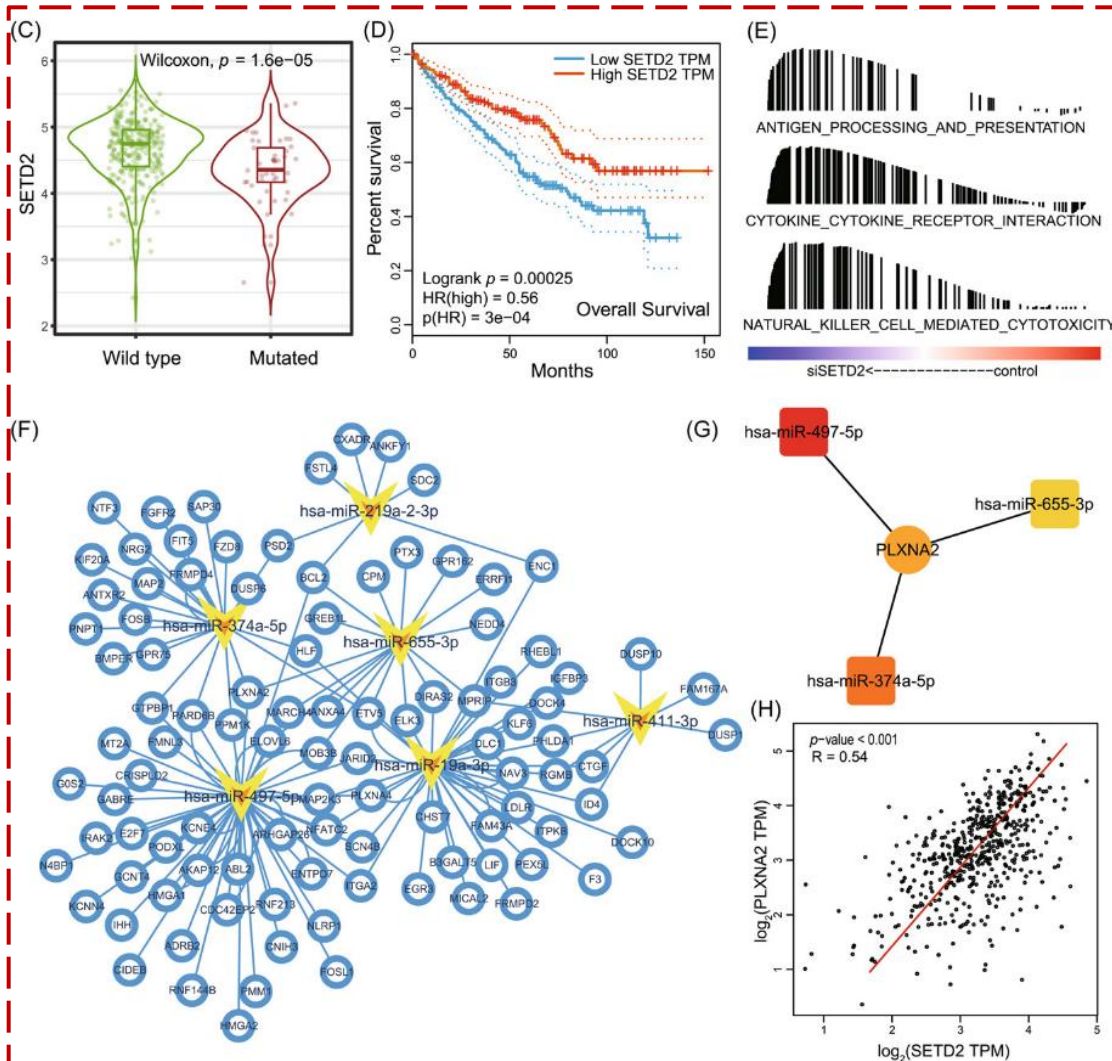 (C)
Wilcoxon, p = 1.6e-05
SETD2
6
5
4
3
2
Wild type
Mutated
(D)
Low SETD2 TPM
High SETD2 TPM
Percent survival
1.0
0.8
0.6
0.4
0.2
0.0
Logrank p = 0.00025
HR(high) = 0.56
p(HR) = 3e-04
Overall Survival
0
50
100
150
Months
(E)
ANTIGEN_PROCESSING_AND_PRESENTATION
CYTOKINE_CYTOKINE_RECEPTOR_INTERACTION
NATURAL_KILLER_CELL_MEDIATED_CYTOTOXICITY
siSETD2<----------------control
(F)
CXADR
ANKFY1
FSTL4
SDC2
hsa-miR-219a-2-3p
NTF3
FGFR2
SAP30
NRG2
FIT5
FZD8
PSD2
KIF20A
MAP2
FRMPD4
BCL2
PTX3
GPR162
CPM
ERRFI1
ENC1
ANTXR2
DUSP6
PNPT1
FOSB
hsa-miR-374a-5p
GREB1L
hsa-miR-655-3p
NEDD4
BMPER
GPR75
HLF
RHEBL1
DUSP10
PLXNA2
DIRAS2
ITGB3
IGFBP3
FAM167A
GTPBP1
PARD6B
PPM1K
MARCH4
ANXA4
ETV5
ELK3
MPRIP
DOCK4
KLF6
hsa-miR-411-3p
DUSP1
MT2A
FMNL3
ELOVL6
MOB3B
JARID2
DLC1
PHLDA1
G0S2
CRISPLD2
hsa-miR-19a-3p
NAV3
RGMB
CTGF
GABRE
hsa-miR-497-5p
MAP2K3
PLXNA4
LDLR
ID4
IRAK2
E2F7
KCNE4
ARHGAP26
NFATC2
CHST7
FAM43A
ITPKB
N4BP1
PODXL
SCN4B
DOCK10
GCNT4
AKAP12
ABL2
ENTPD7
B3GALT5
LIF
PEX5L
F3
KCNN4
HMGA1
ITGA2
EGR3
MICAL2
FRMPD2
CDC42EP2
RNF213
NLRP1
IHH
ADRB2
CNIH3
CIDEB
FOSL1
RNF144B
PMM1
HMGA2
(G)
hsa-miR-497-5p
hsa-miR-655-3p
PLXNA2
hsa-miR-374a-5p
(H)
p-value < 0.001
R = 0.54
log2(PLXNA2 TPM)
5
4
3
2
1
1
2
3
4
5
log2(SETD2 TPM)